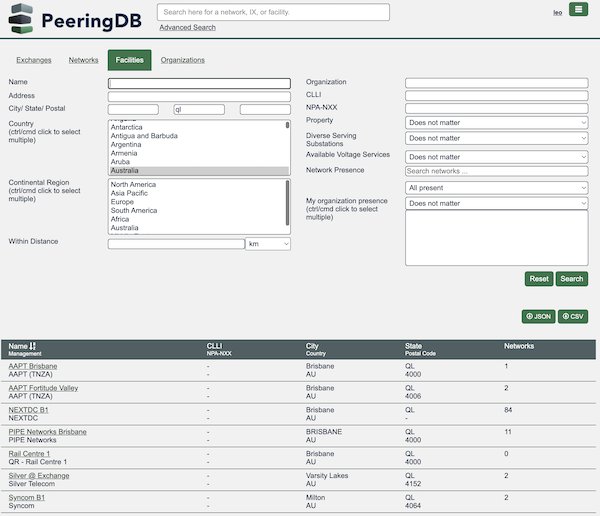 PeeringDB
Search here for a network, IX, or facility.
Advanced Search
leo
Exchanges Networks Facilities Organizations
Name
Address
City/ State/ Postal ql
Country
(ctrl/cmd click to select
multiple)
Antarctica
Antigua and Barbuda
Argentina
Armenia
Aruba
Australia
Continental Region
(ctrl/cmd click to select
multiple)
North America
Asia Pacific
Europe
South America
Africa
Australia
Within Distance km
Organization
CLLI
NPA-NXX
Property Does not matter
Diverse Serving
Substations
Does not matter
Available Voltage Services Does not matter
Network Presence Search networks ...
All present
My organization presence
(ctrl/cmd click to select
multiple)
Does not matter
Reset Search
JSON CSV
Name CLLI City State Networks
Management NPA-NXX Country Postal Code
AAPT Brisbane - Brisbane QL 1
AAPT (TNZA) - AU 4000
AAPT Fortitude Valley - Brisbane QL 2
AAPT (TNZA) - AU 4006
NEXTDC B1 - Brisbane QL 84
NEXTDC - AU -
PIPE Networks Brisbane - BRISBANE QL 11
PIPE Networks - AU 4000
Rail Centre 1 - Brisbane QL 0
QR - Rail Centre 1 - AU 4000
Silver @ Exchange - Varsity Lakes QL 2
Silver Telecom - AU 4152
Syncom B1 - Milton QL 2
Syncom - AU 4064